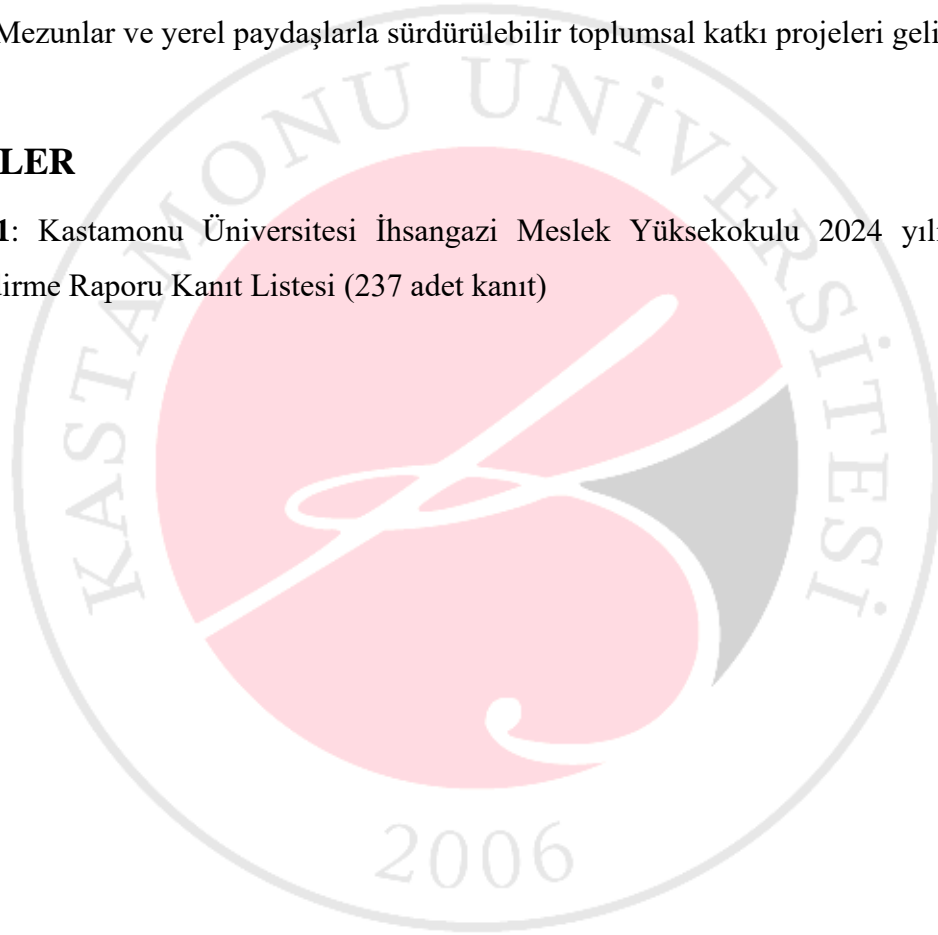 Mezunlar ve yerel paydaşlarla sürdürülebilir toplumsal katkı projeleri geli
LER
1: Kastamonu Üniversitesi İhsangazi Meslek Yüksekokulu 2024 yılı
dirme Raporu Kanıt Listesi (237 adet kanıt)
KASTAMONU ÜNİVERSİTESİ
2006